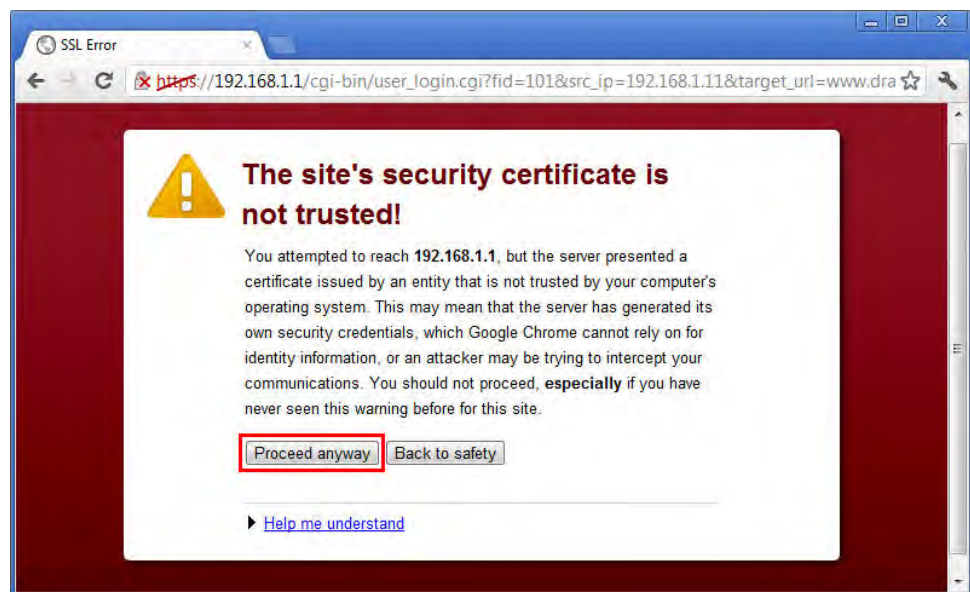 SSL Error
https://192.168.1.1/cgi-bin/user_login.cgi?fid=101&src_ip=192.168.1.11&target_url=www.dra
The site's security certificate is
not trusted!
You attempted to reach 192.168.1.1, but the server presented a
certificate issued by an entity that is not trusted by your computer's
operating system. This may mean that the server has generated its
own security credentials, which Google Chrome cannot rely on for
identity information, or an attacker may be trying to intercept your
communications. You should not proceed, especially if you have
never seen this warning before for this site.
Proceed anyway Back to safety
Help me understand